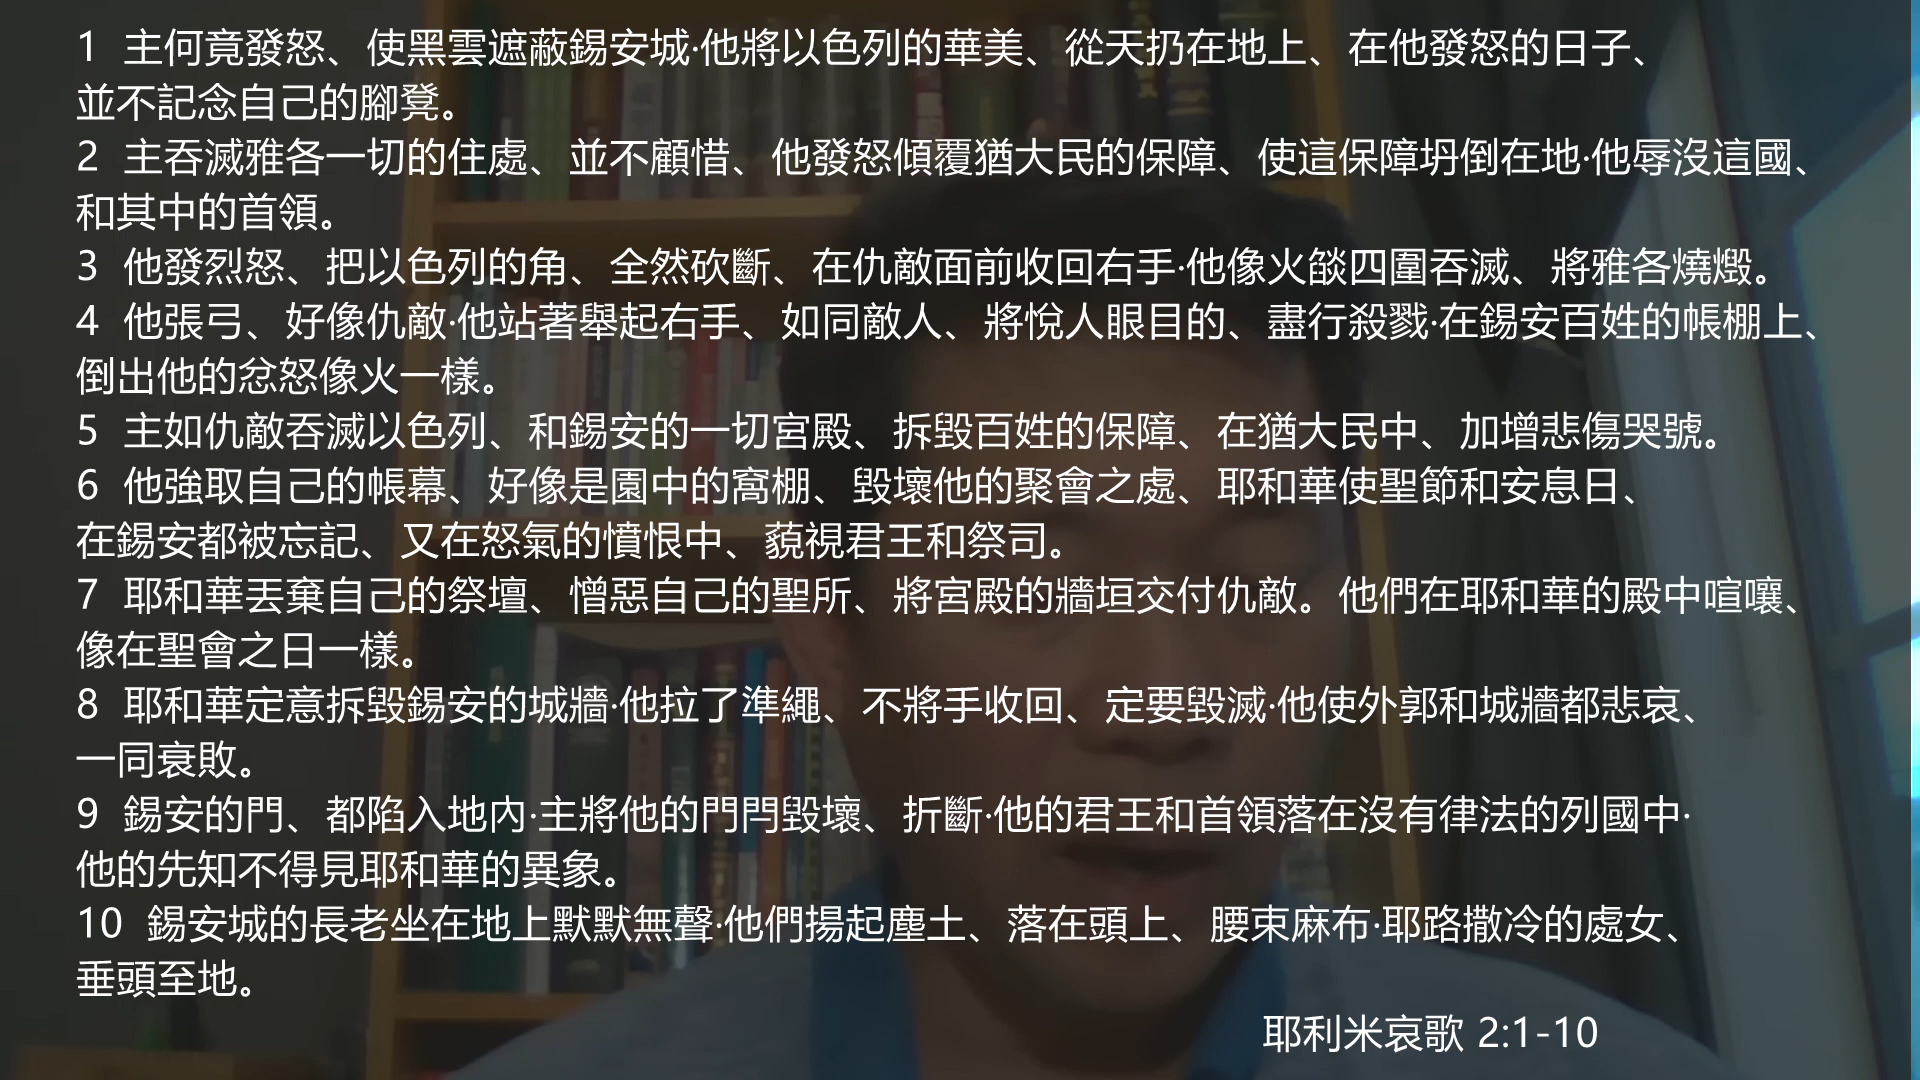 1 主何竟發怒、使黑雲遮蔽錫安城·他將以色列的華美、從天扔在地上、在他發怒的日子、
並不記念自己的腳凳。
2 主吞滅雅各一切的住處、並不顧惜、他發怒傾覆猶大民的保障、使這保障坍倒在地·他辱沒這國、
和其中的首領。
3 他發烈怒、把以色列的角、全然砍斷、在仇敵面前收回右手·他像火燄四圍吞滅、將雅各燒燬。
4 他張弓、好像仇敵·他站著舉起右手、如同敵人、將悅人眼目的、盡行殺戮·在錫安百姓的帳棚上、
倒出他的忿怒像火一樣。
5 主如仇敵吞滅以色列、和錫安的一切宮殿、拆毀百姓的保障、在猶大民中、加增悲傷哭號。
6 他強取自己的帳幕、好像是園中的窩棚、毀壞他的聚會之處、耶和華使聖節和安息日、
在錫安都被忘記、又在怒氣的憤恨中、藐視君王和祭司。
7 耶和華丟棄自己的祭壇、憎惡自己的聖所、將宮殿的牆垣交付仇敵。他們在耶和華的殿中喧嚷、
像在聖會之日一樣。
8 耶和華定意拆毀錫安的城牆·他拉了準繩、不將手收回、定要毀滅·他使外郭和城牆都悲哀、
一同衰敗。
9 錫安的門、都陷入地內·主將他的門閂毀壞、折斷·他的君王和首領落在沒有律法的列國中·
他的先知不得見耶和華的異象。
10 錫安城的長老坐在地上默默無聲·他們揚起塵土、落在頭上、腰束麻布·耶路撒冷的處女、
垂頭至地。
耶利米哀歌 2:1-10